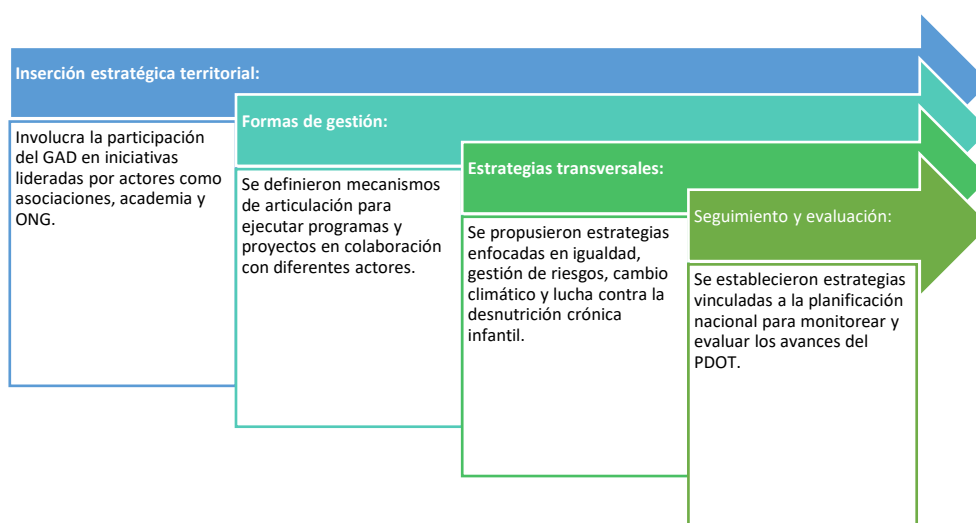 Inserción estratégica territorial:
Involucra la participación
del GAD en iniciativas
lideradas por actores como
asociaciones, academia y
ONG.
Formas de gestión:
Se definieron mecanismos
de articulación para
ejecutar programas y
proyectos en colaboración
con diferentes actores.
Estrategias transversales:
Se propusieron estrategias
enfocadas en igualdad,
gestión de riesgos, cambio
climático y lucha contra la
desnutrición crónica
infantil.
Seguimiento y evaluación:
Se establecieron estrategias
vinculadas a la planificación
nacional para monitorear y
evaluar los avances del
PDOT.